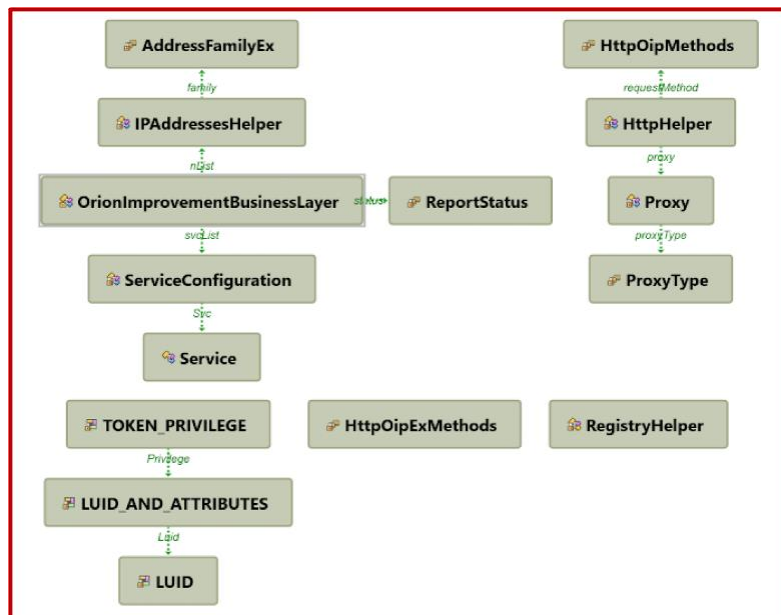 AddressFamilyEx
HttpOipMethods
family
requestMethod
IPAddressesHelper
HttpHelper
nList
proxy
OrionImprovementBusinessLayer
status
ReportStatus
Proxy
svcList
proxyType
ServiceConfiguration
ProxyType
Svc
Service
TOKEN_PRIVILEGE
HttpOipExMethods
RegistryHelper
Privilege
LUID_AND_ATTRIBUTES
Luid
LUID